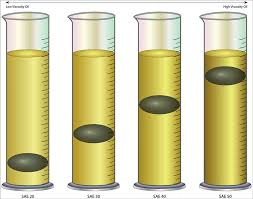 Low Viscosity Oil
High Viscosity Oil
SAE 20
SAE 30
SAE 40
SAE 50